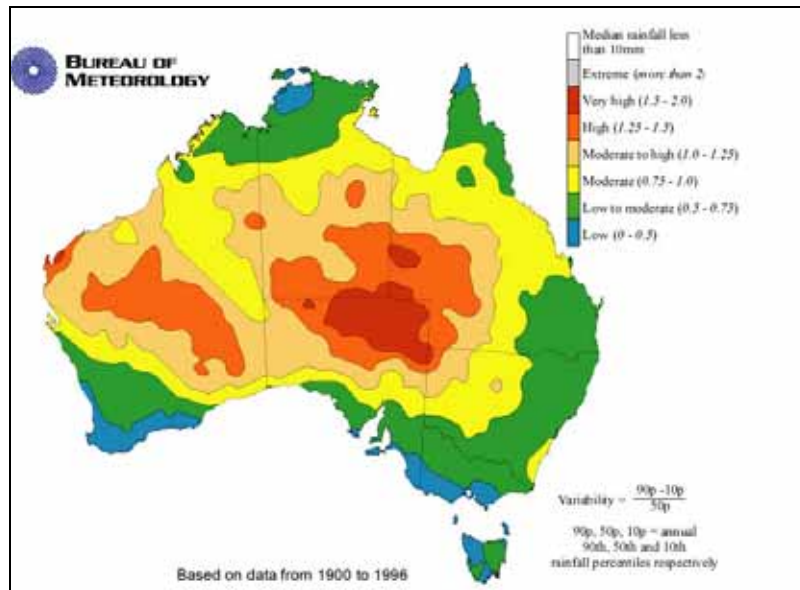 BUREAU OF
METEOROLOGY
Median rainfall less
than 10mm
Extreme (more than 2
Very high (1.5 - 2.0)
High (1.25 - 1.5)
Moderate to high (1.0 - 1.25)
Moderate (0.75 - 1.0)
Low to moderate (0.5 - 0.75)
Low (0 - 0.5)
Variability = 90p -10p
50p
90p, 50p, 10p = annual
90th, 50th and 10th
rainfall percentiles respectively
Based on data from 1900 to 1996